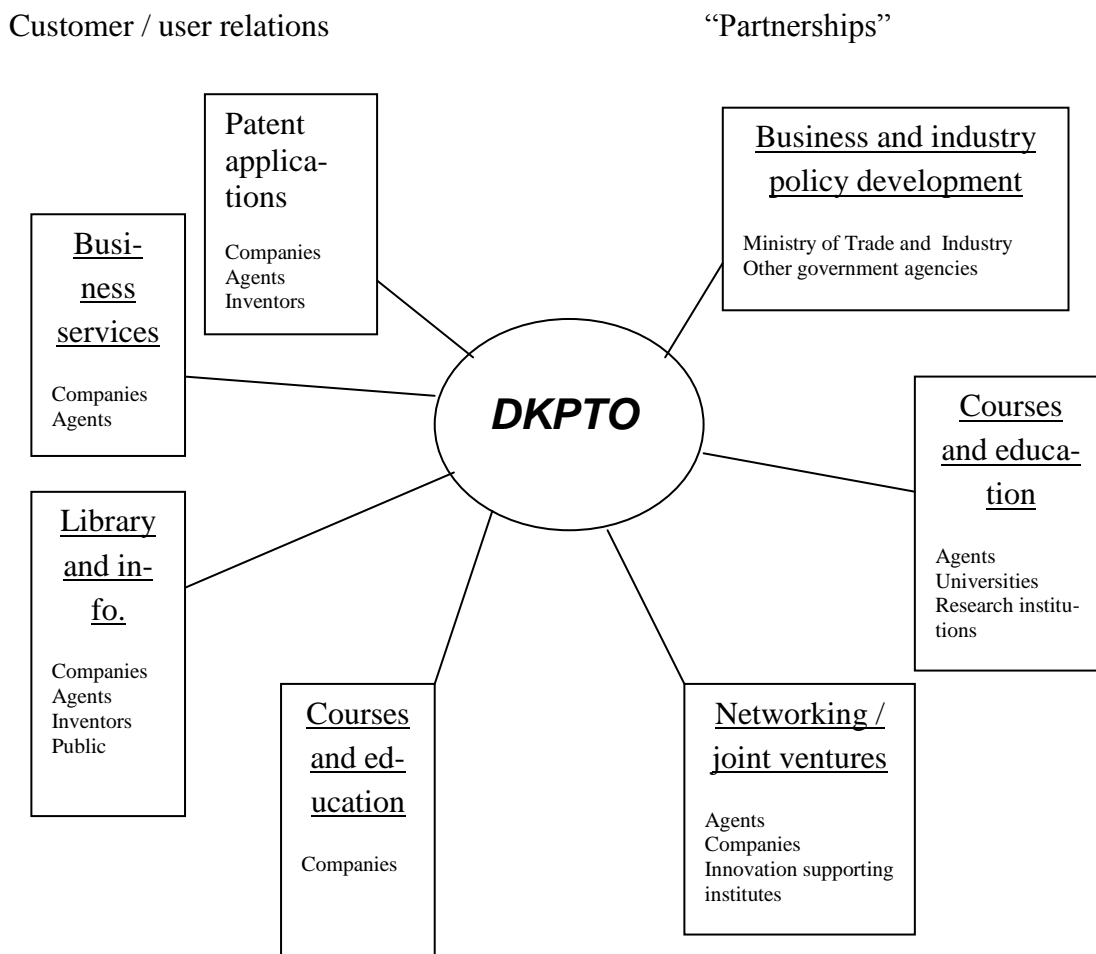 Customer / user relations
“Partnerships”
Patent
applica-
tions
Companies
Agents
Inventors
Business and industry
policy development
Ministry of Trade and  Industry
Other government agencies
Busi-
ness
services
Companies
Agents
DKPTO
Courses
and educa-
tion
Agents
Universities
Research institu-
tions
Library
and in-
fo.
Companies
Agents
Inventors
Public
Courses
and ed-
ucation
Companies
Networking /
joint ventures
Agents
Companies
Innovation supporting
institutes